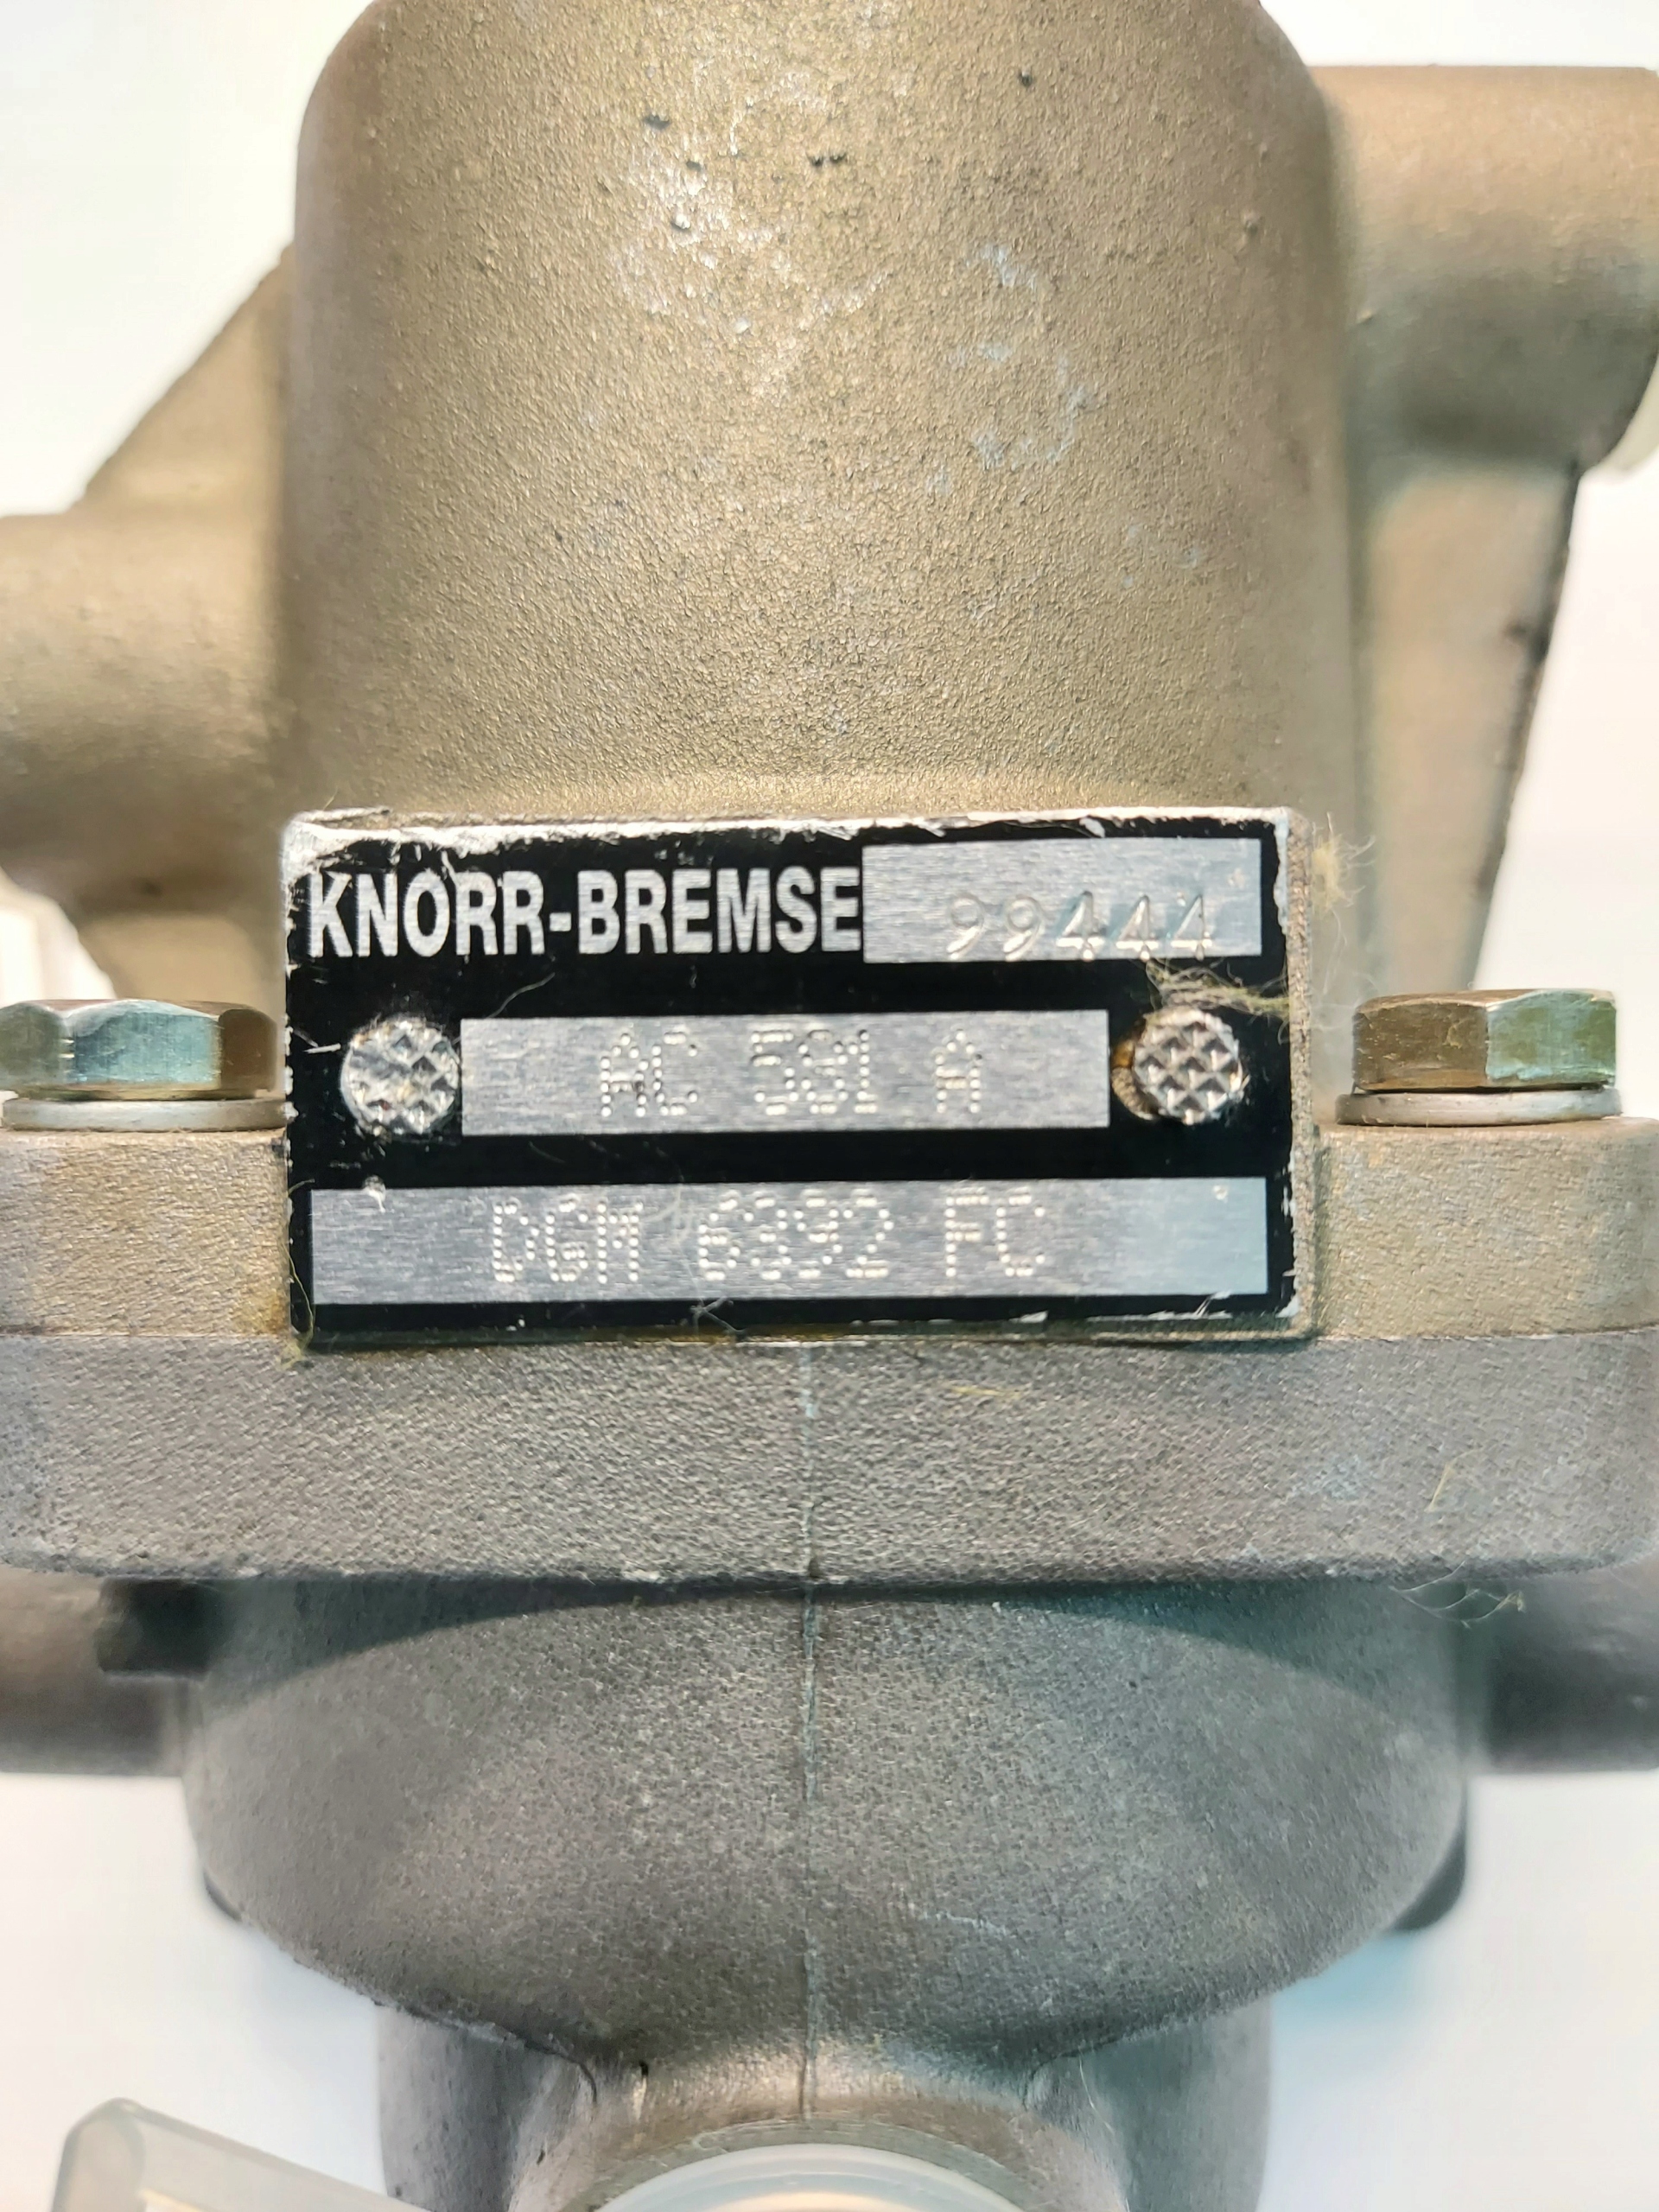 KNORR-BREMSE 99444
AC 581 A
DGM 6392 FC